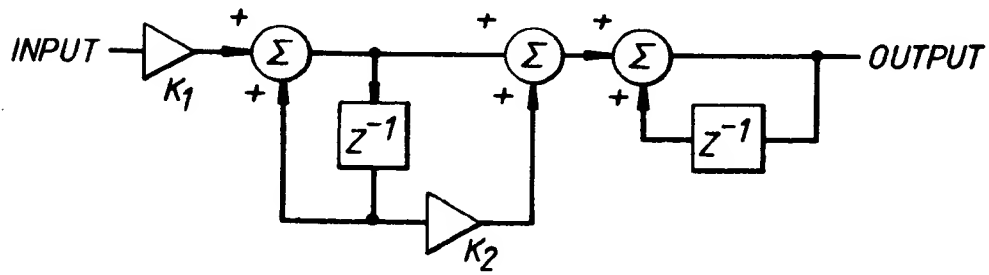 INPUT
K1
+
Σ
+
Z-1
K2
+
Σ
+
+
Σ
+
Z-1
OUTPUT